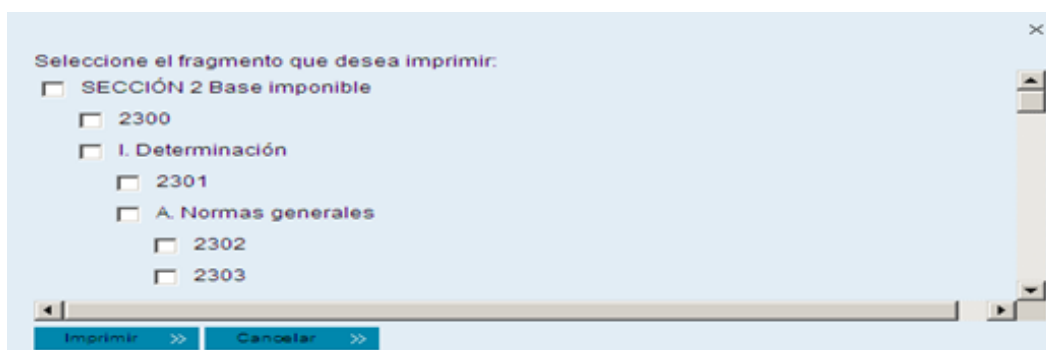 Seleccione el fragmento que desea imprimir:
SECCIÓN 2 Base imponible
2300
I. Determinación
2301
A. Normas generales
2302
2303
Imprimir >> Cancelar >>